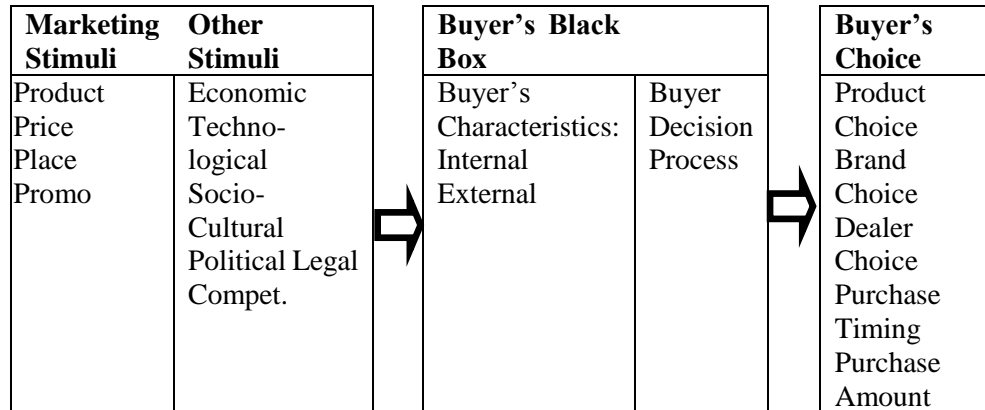 Marketing Stimuli
Product
Price
Place
Promo
Other Stimuli
Economic
Techno-
logical
Socio-
Cultural
Political Legal
Compet.
Buyer's Black
Box
Buyer's
Characteristics:
Internal
External
Buyer
Decision
Process
Buyer's
Choice
Product
Choice
Brand
Choice
Dealer
Choice
Purchase
Timing
Purchase
Amount